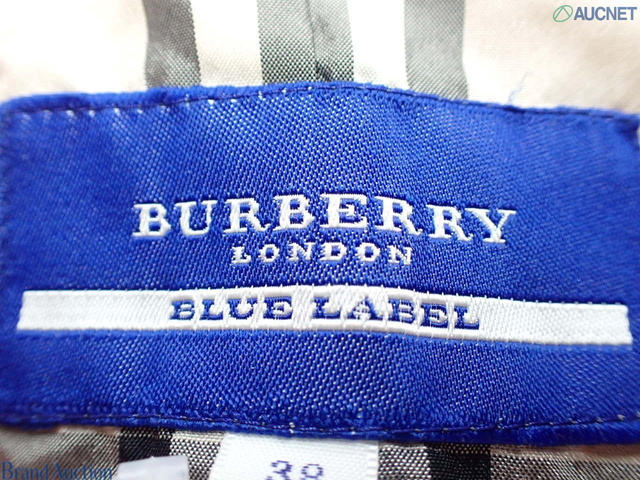 AUCNET
BURBERRY
LONDON
BLUE LABEL
38
Brand Auction